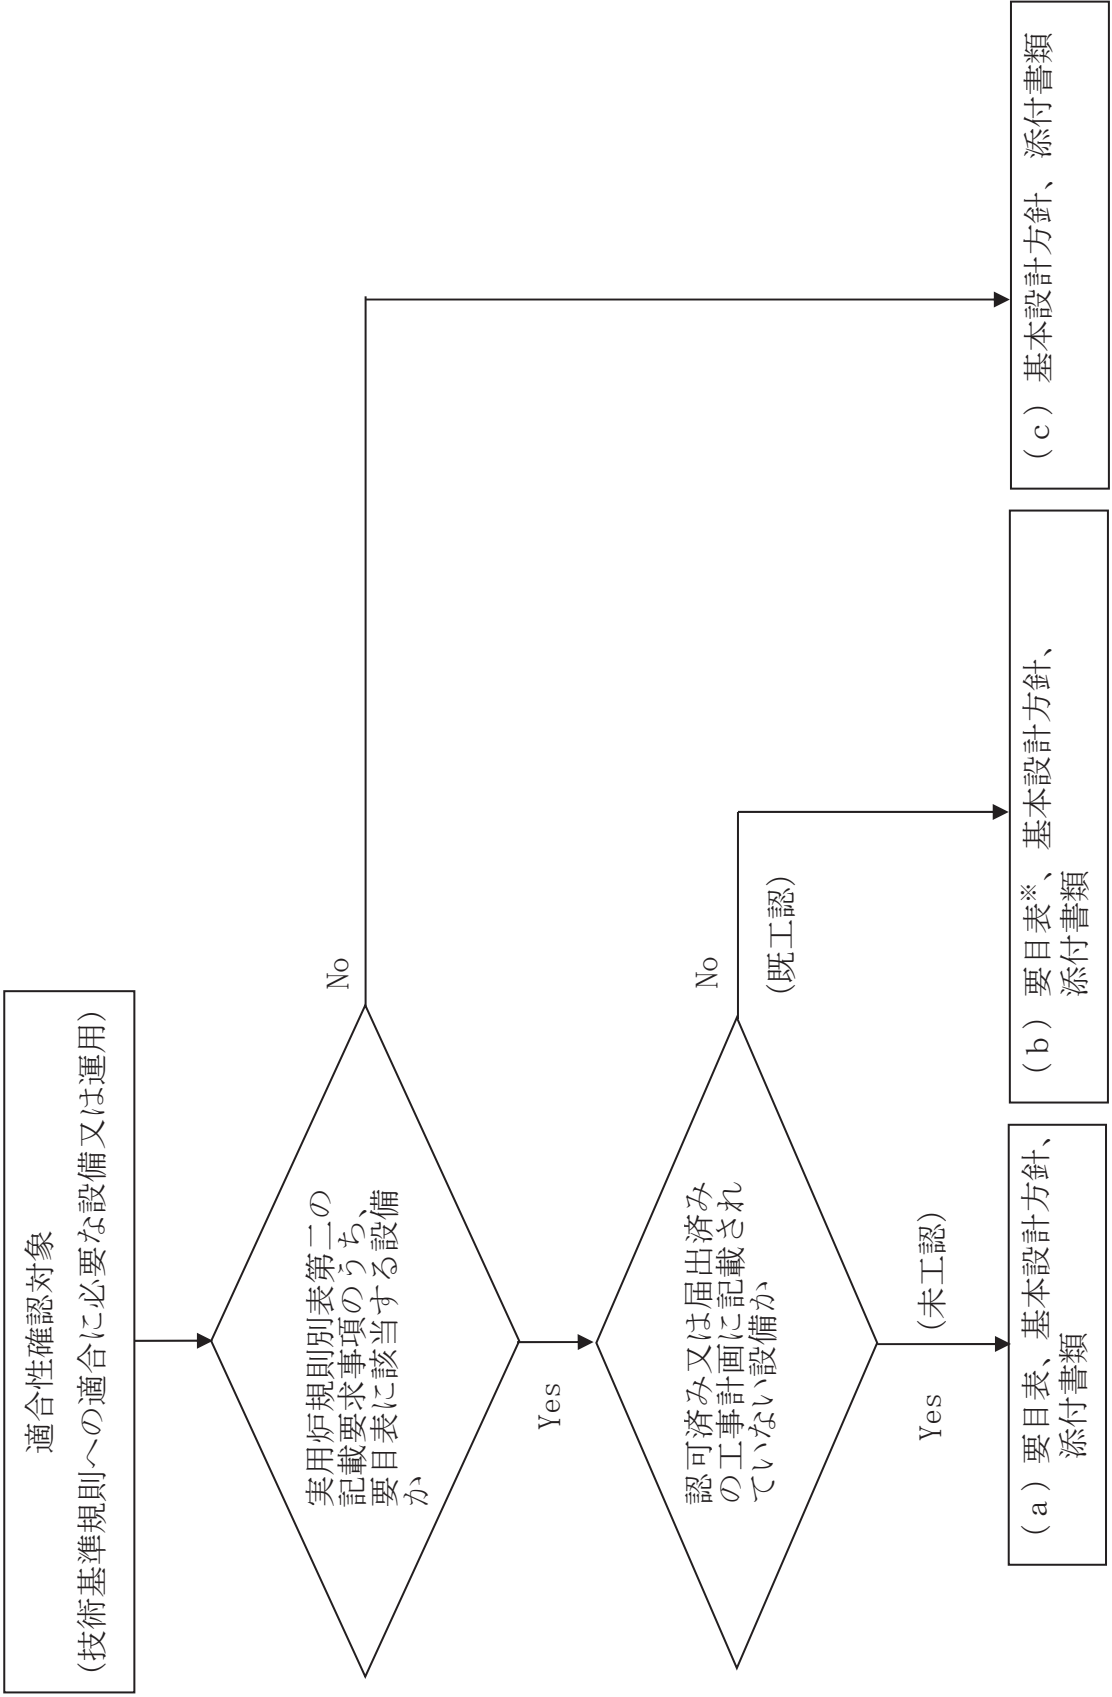 適合性確認対象
(技術基準規則への適合に必要な設備又は運用)
実用炉規則別表第二の
記載要求事項のうち、
要目表に該当する設備
か
No
Yes
認可済み又は届出済み
の工事計画に記載され
ていない設備か
No
(既工認)
Yes
(未工認)
(a) 要目表、基本設計方針、
添付書類
(b) 要目表※、基本設計方針、
添付書類
(c) 基本設計方針、添付書類